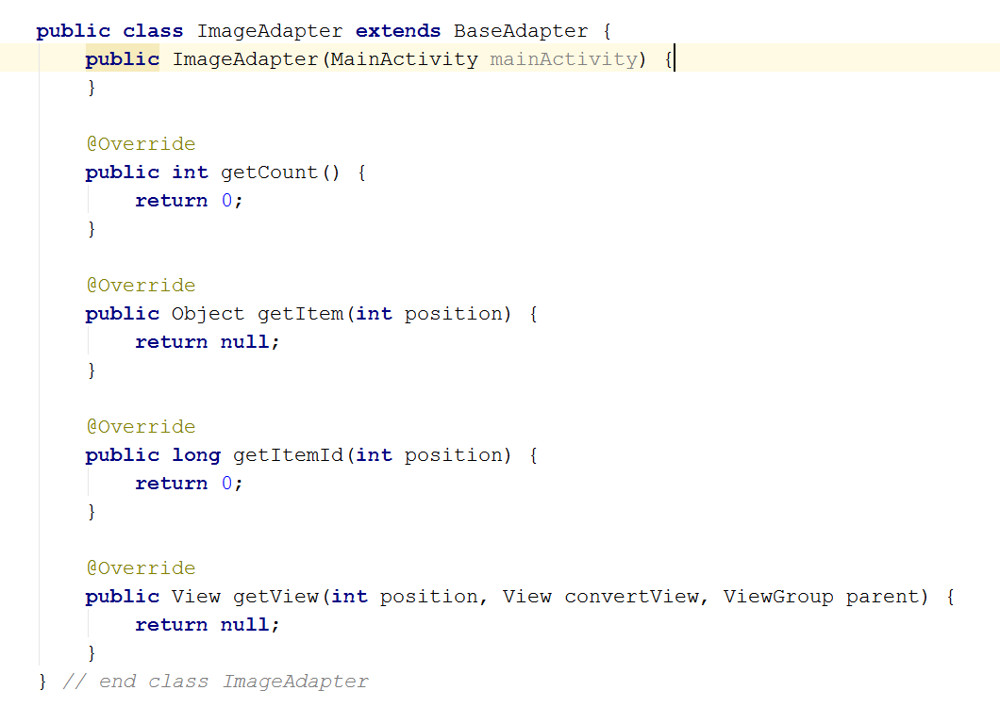 public class ImageAdapter extends BaseAdapter {
    public ImageAdapter(MainActivity mainActivity) {
    }

    @Override
    public int getCount() {
        return 0;
    }

    @Override
    public Object getItem(int position) {
        return null;
    }

    @Override
    public long getItemId(int position) {
        return 0;
    }

    @Override
    public View getView(int position, View convertView, ViewGroup parent) {
        return null;
    }
} // end class ImageAdapter